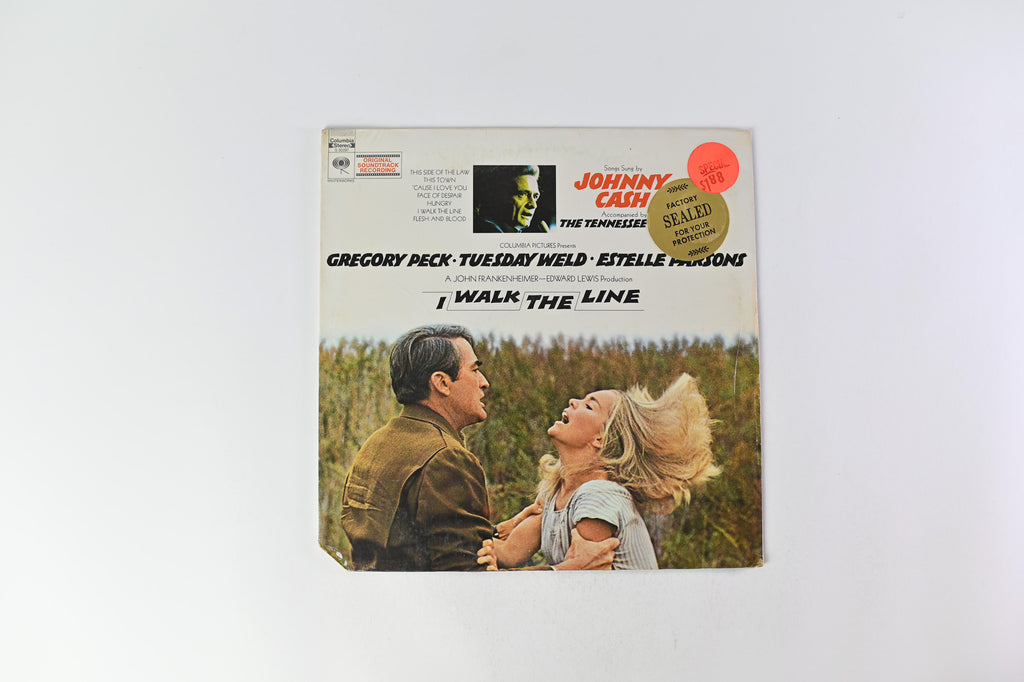 Columbia
Stereo
S 30397
MASTERWORKS
ORIGINAL
SOUNDTRACK
RECORDING
THIS SIDE OF THE LAW
THIS TOWN
'CAUSE I LOVE YOU
FACE OF DESPAIR
HUNGRY
I WALK THE LINE
FLESH AND BLOOD
Songs Sung by
JOHNNY
CASH
Accompanied by
THE TENNESSEE
SPECIAL
$1.88
FACTORY
SEALED
FOR YOUR
PROTECTION
COLUMBIA PICTURES Presents
GREGORY PECK · TUESDAY WELD · ESTELLE PARSONS
A JOHN FRANKENHEIMER—EDWARD LEWIS Production
I WALK THE LINE